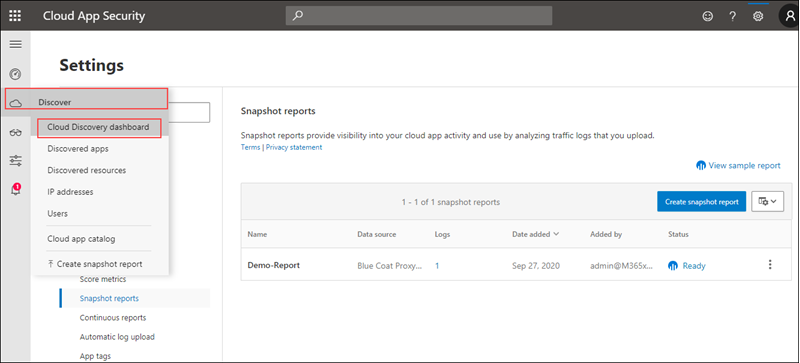 Cloud App Security
Settings
Discover
Cloud Discovery dashboard
Discovered apps
Discovered resources
IP addresses
Users
Cloud app catalog
Create snapshot report
Score metrics
Snapshot reports
Continuous reports
Automatic log upload
App tags
1
Snapshot reports
Snapshot reports provide visibility into your cloud app activity and use by analyzing traffic logs that you upload.
Terms | Privacy statement
View sample report
1 - 1 of 1 snapshot reports
Create snapshot report
Name Data source Logs Date added Added by Status
Demo-Report Blue Coat Proxy... 1 Sep 27, 2020 admin@M365x... Ready